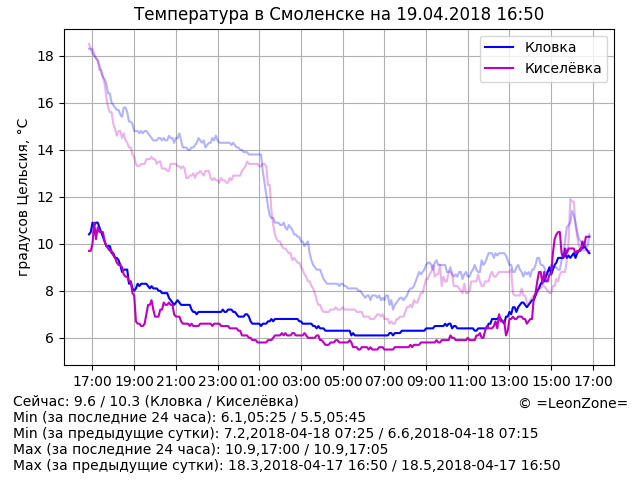 Температура в Смоленске на 19.04.2018 16:50
Кловка
Киселёвка
градусов Цельсия, °C
18
16
14
12
10
8
6
17:00 19:00 21:00 23:00 01:00 03:00 05:00 07:00 09:00 11:00 13:00 15:00 17:00
Сейчас: 9.6 / 10.3 (Кловка / Киселёвка)
© =LeonZone=
Min (за последние 24 часа): 6.1,05:25 / 5.5,05:45
Min (за предыдущие сутки): 7.2,2018-04-18 07:25 / 6.6,2018-04-18 07:15
Max (за последние 24 часа): 10.9,17:00 / 10.9,17:05
Max (за предыдущие сутки): 18.3,2018-04-17 16:50 / 18.5,2018-04-17 16:50